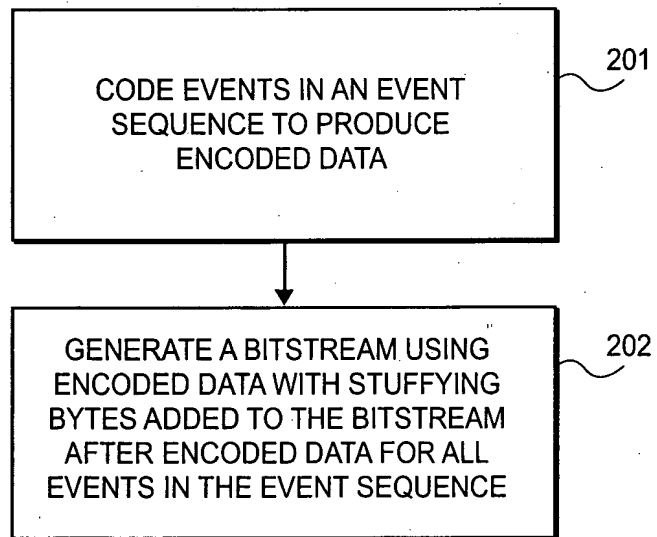 CODE EVENTS IN AN EVENT
SEQUENCE TO PRODUCE
ENCODED DATA
201
GENERATE A BITSTREAM USING
ENCODED DATA WITH STUFFYING
BYTES ADDED TO THE BITSTREAM
AFTER ENCODED DATA FOR ALL
EVENTS IN THE EVENT SEQUENCE
202